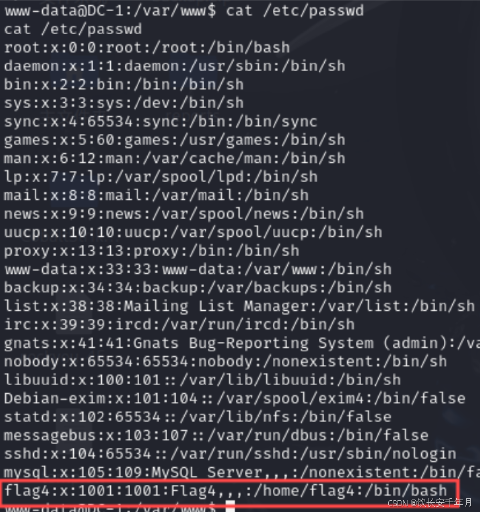 www-data@DC-1:/var/www$ cat /etc/passwd
cat /etc/passwd
root:x:0:0:root:/root:/bin/bash
daemon:x:1:1:daemon:/usr/sbin:/bin/sh
bin:x:2:2:bin:/bin:/bin/sh
sys:x:3:3:sys:/dev:/bin/sh
sync:x:4:65534:sync:/bin:/bin/sync
games:x:5:60:games:/usr/games:/bin/sh
man:x:6:12:man:/var/cache/man:/bin/sh
lp:x:7:7:lp:/var/spool/lpd:/bin/sh
mail:x:8:8:mail:/var/mail:/bin/sh
news:x:9:9:news:/var/spool/news:/bin/sh
uucp:x:10:10:uucp:/var/spool/uucp:/bin/sh
proxy:x:13:13:proxy:/bin:/bin/sh
www-data:x:33:33:www-data:/var/www:/bin/sh
backup:x:34:34:backup:/var/backups:/bin/sh
list:x:38:38:Mailing List Manager:/var/list:/bin/sh
irc:x:39:39:ircd:/var/run/ircd:/bin/sh
gnats:x:41:41:Gnats Bug-Reporting System (admin):/va
nobody:x:65534:65534:nobody:/nonexistent:/bin/sh
libuuid:x:100:101::/var/lib/libuuid:/bin/sh
Debian-exim:x:101:104::/var/spool/exim4:/bin/false
statd:x:102:65534::/var/lib/nfs:/bin/false
messagebus:x:103:107::/var/run/dbus:/bin/false
sshd:x:104:65534::/var/run/sshd:/usr/sbin/nologin
mysql:x:105:109:MySQL Server,,,:/nonexistent:/bin/fa
flag4:x:1001:1001:Flag4,,,:/home/flag4:/bin/bash
www-data@DC-1:/var/www$
CSDN @饮长安千年月